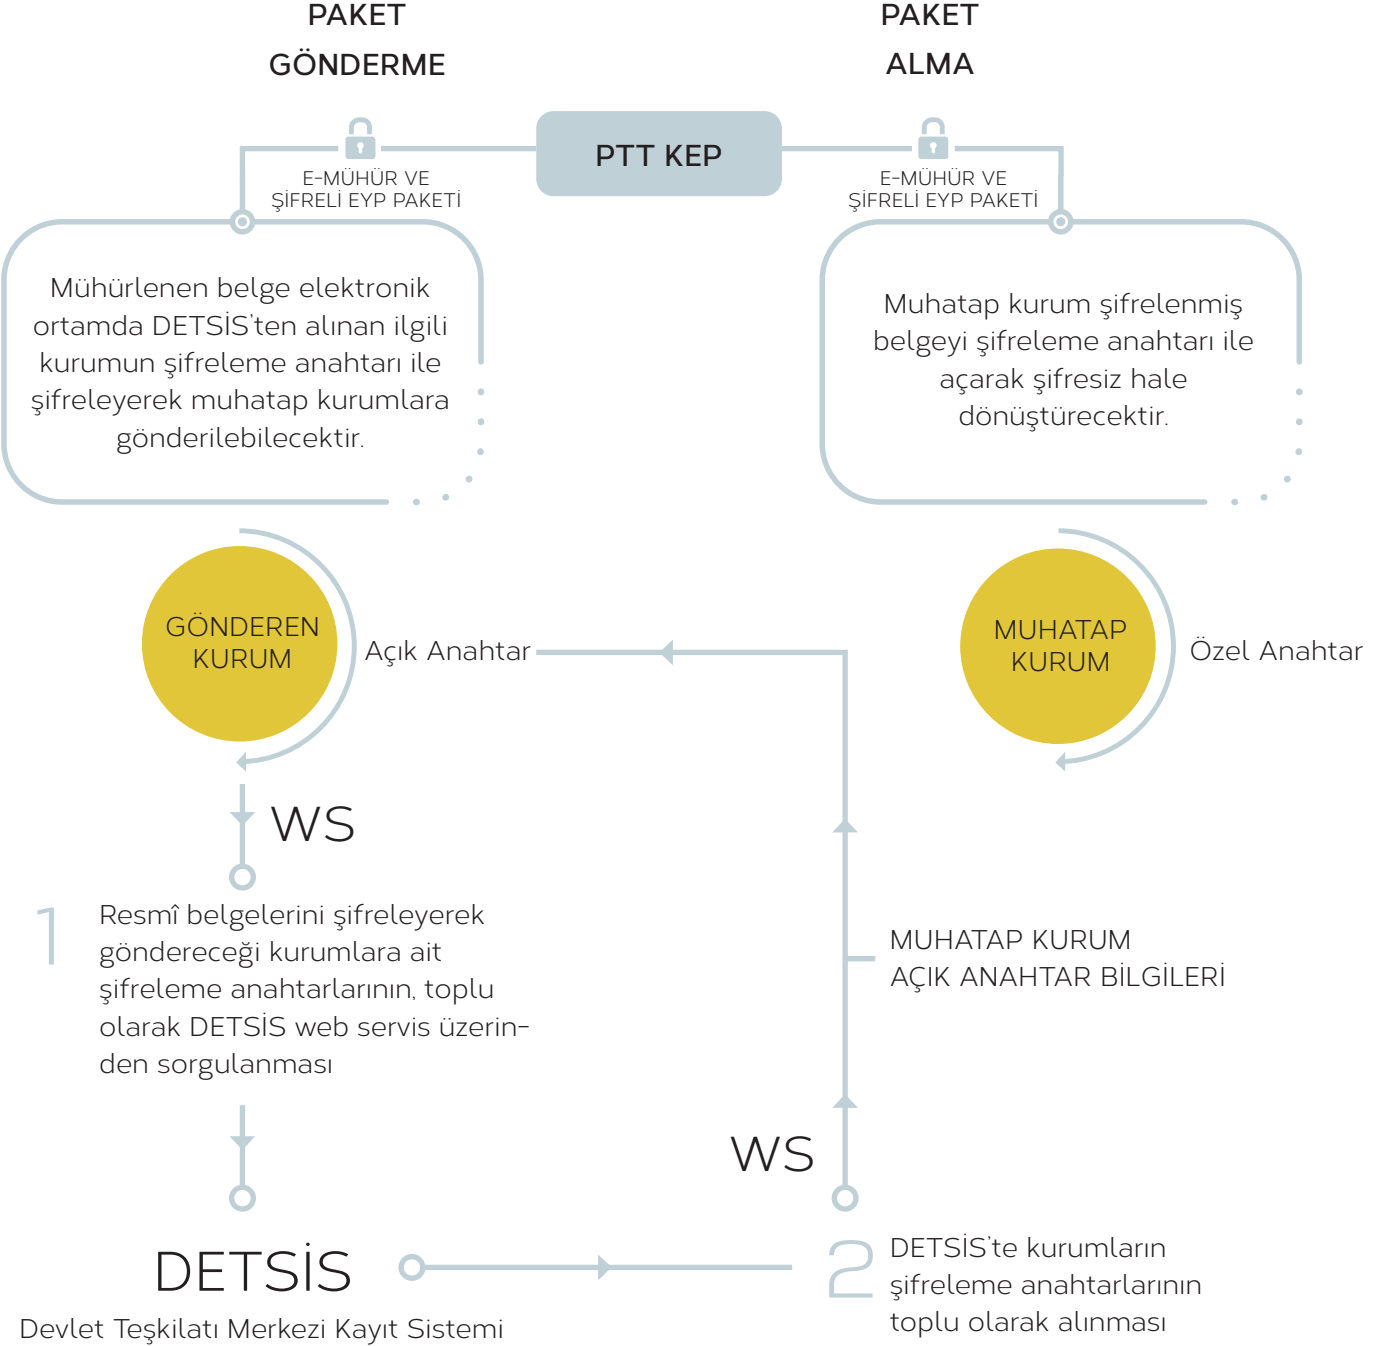 PAKET
GÖNDERME
PAKET
ALMA
PTT KEP
E-MÜHÜR VE
ŞİFRELİ EYP PAKETİ
E-MÜHÜR VE
ŞİFRELİ EYP PAKETİ
Mühürlenen belge elektronik
ortamda DETSİS'ten alınan ilgili
kurumun şifreleme anahtarı ile
şifreleyerek muhatap kurumlara
gönderilebilecektir.
Muhatap kurum şifrelenmiş
belgeyi şifreleme anahtarı ile
açarak şifresiz hale
dönüştürecektir.
GÖNDEREN
KURUM
Açık Anahtar
MUHATAP
KURUM
Özel Anahtar
WS
1
Resmî belgelerini şifreleyerek
göndereceği kurumlara ait
şifreleme anahtarlarının, toplu
olarak DETSİS web servis üzerin-
den sorgulanması
MUHATAP KURUM
AÇIK ANAHTAR BİLGİLERİ
WS
DETSİS
Devlet Teşkilatı Merkezi Kayıt Sistemi
2
DETSİS'te kurumların
şifreleme anahtarlarının
toplu olarak alınması